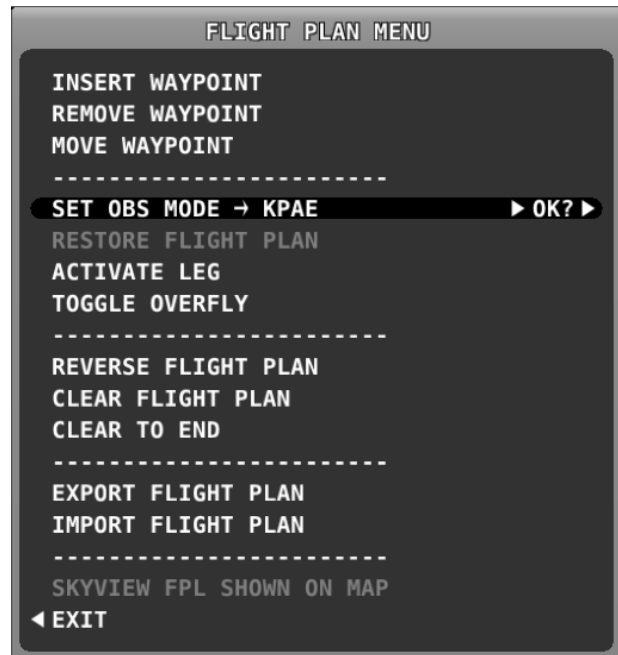 FLIGHT PLAN MENU
INSERT WAYPOINT
REMOVE WAYPOINT
MOVE WAYPOINT
------------------------
SET OBS MODE → KPAE ▶ OK? ▶
RESTORE FLIGHT PLAN
ACTIVATE LEG
TOGGLE OVERFLY
------------------------
REVERSE FLIGHT PLAN
CLEAR FLIGHT PLAN
CLEAR TO END
------------------------
EXPORT FLIGHT PLAN
IMPORT FLIGHT PLAN
------------------------
SKYVIEW FPL SHOWN ON MAP
◀ EXIT